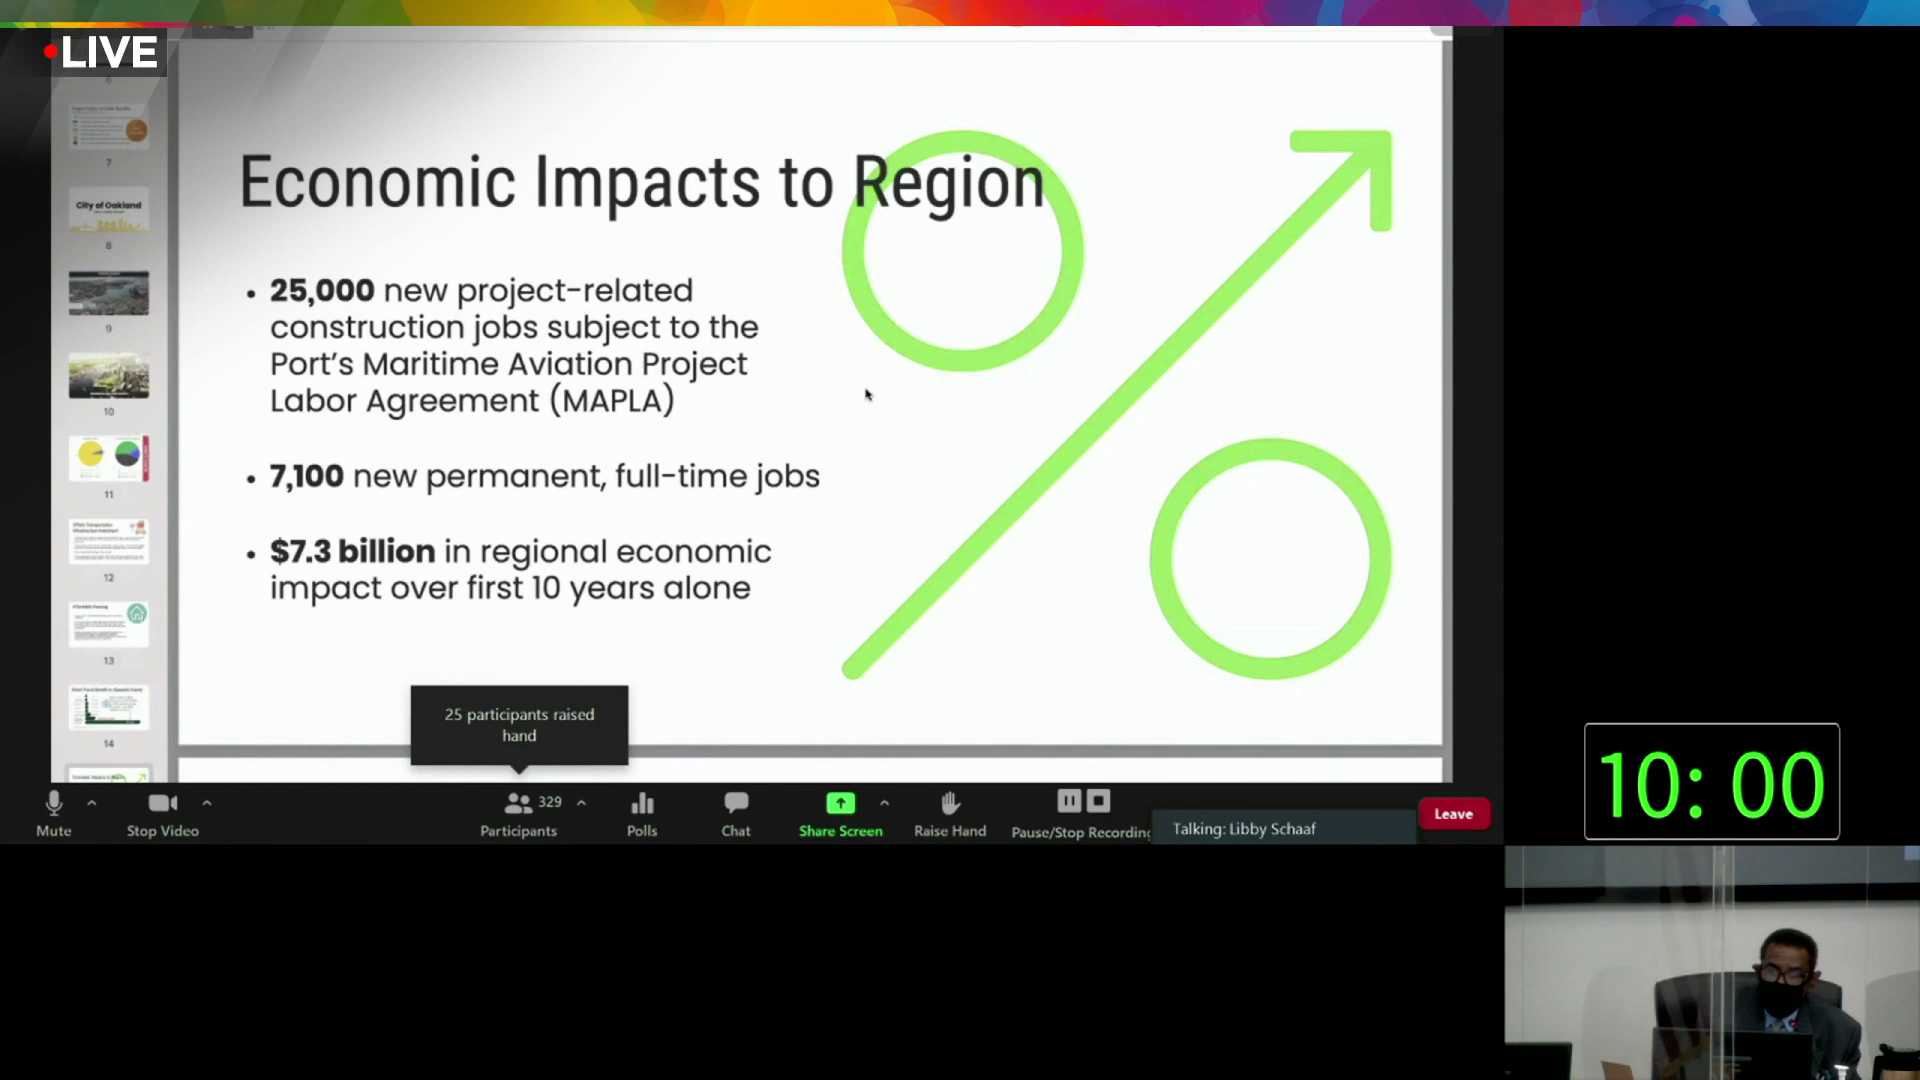 LIVE
6
7
City of Oakland
8
9
10
11
12
13
14
Economic Impacts to Region
• 25,000 new project-related
construction jobs subject to the
Port's Maritime Aviation Project
Labor Agreement (MAPLA)
• 7,100 new permanent, full-time jobs
• $7.3 billion in regional economic
impact over first 10 years alone
25 participants raised
hand
10: 00
Mute
Stop Video
329
Participants
Polls
Chat
Share Screen
Raise Hand
Pause/Stop Recording
Talking: Libby Schaaf
Leave